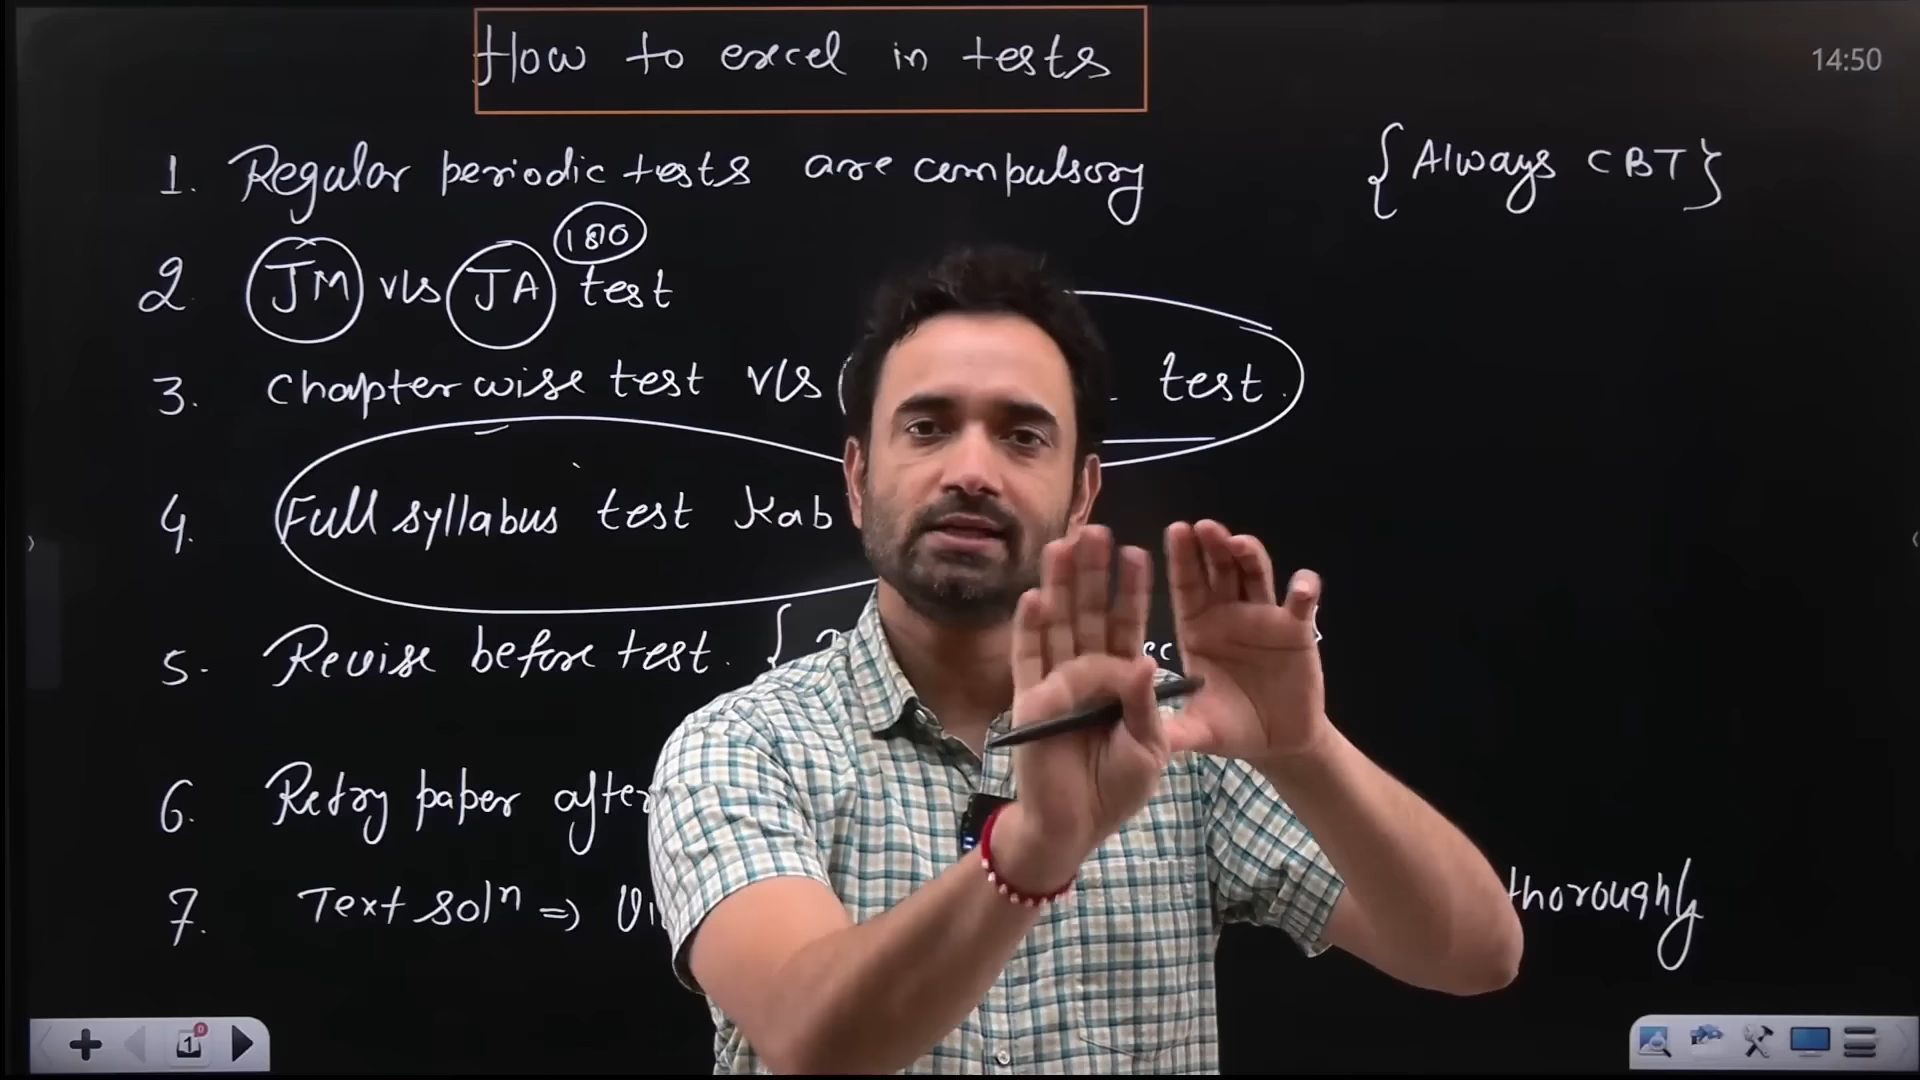 How to excel in tests
14:50
1. Regular periodic tests are compulsory {Always CBT}
180
2 JM v/s JA test
3. Chapter wise test v/s test.
4. Full syllabus test Kab
5. Revise before test. {
6. Retry paper after
7. Text solⁿ ⇒ thoroughly
1
0